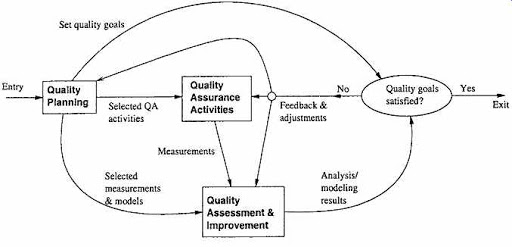 Set quality goals
Entry
Quality
Planning
Selected QA
activities
Quality
Assurance
Activities
Feedback &
adjustments
No
Quality goals
satisfied?
Yes
Exit
Measurements
Selected
measurements
& models
Quality
Assessment &
Improvement
Analysis/
modeling
results